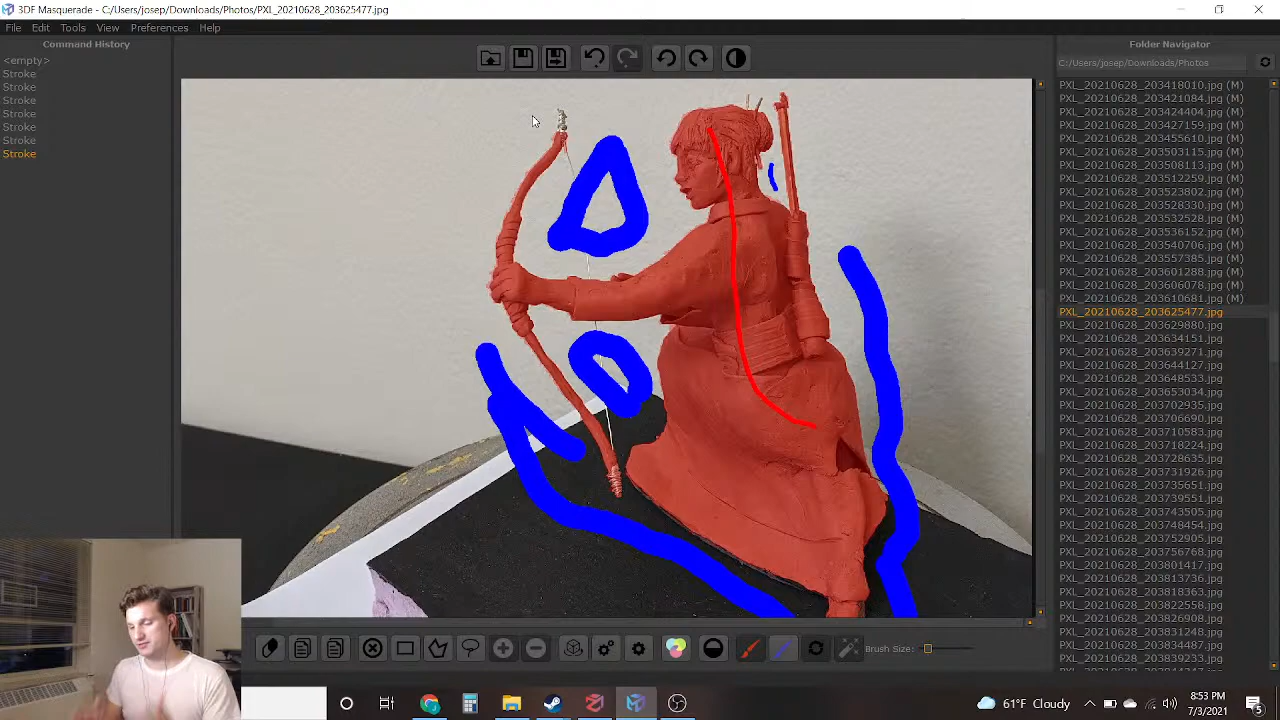 3DF Masquerade - C:/Users/josep/Downloads/Photos/PXL_20210628_203625477.jpg
File Edit Tools View Preferences Help
Command History
<empty>
Stroke
Stroke
Stroke
Stroke
Stroke
Stroke
Stroke
Folder Navigator
C:/Users/josep/Downloads/Photos
PXL_20210628_203418010.jpg (M)
PXL_20210628_203421084.jpg (M)
PXL_20210628_203424404.jpg (M)
PXL_20210628_203427159.jpg (M)
PXL_20210628_203455610.jpg (M)
PXL_20210628_203503115.jpg (M)
PXL_20210628_203508113.jpg (M)
PXL_20210628_203512259.jpg (M)
PXL_20210628_203523802.jpg (M)
PXL_20210628_203528330.jpg (M)
PXL_20210628_203532528.jpg (M)
PXL_20210628_203536152.jpg (M)
PXL_20210628_203540706.jpg (M)
PXL_20210628_203557385.jpg (M)
PXL_20210628_203601288.jpg (M)
PXL_20210628_203606078.jpg (M)
PXL_20210628_203610681.jpg (M)
PXL_20210628_203625477.jpg
PXL_20210628_203629880.jpg
PXL_20210628_203634151.jpg
PXL_20210628_203639271.jpg
PXL_20210628_203644127.jpg
PXL_20210628_203648533.jpg
PXL_20210628_203653034.jpg
PXL_20210628_203702935.jpg
PXL_20210628_203706690.jpg
PXL_20210628_203710583.jpg
PXL_20210628_203718224.jpg
PXL_20210628_203728635.jpg
PXL_20210628_203731926.jpg
PXL_20210628_203735651.jpg
PXL_20210628_203739551.jpg
PXL_20210628_203743505.jpg
PXL_20210628_203748454.jpg
PXL_20210628_203752905.jpg
PXL_20210628_203756768.jpg
PXL_20210628_203801417.jpg
PXL_20210628_203813736.jpg
PXL_20210628_203818363.jpg
PXL_20210628_203822558.jpg
PXL_20210628_203826908.jpg
PXL_20210628_203831248.jpg
PXL_20210628_203834487.jpg
PXL_20210628_203839233.jpg
Brush Size:
61°F Cloudy
8:53 PM
7/3/2021
5